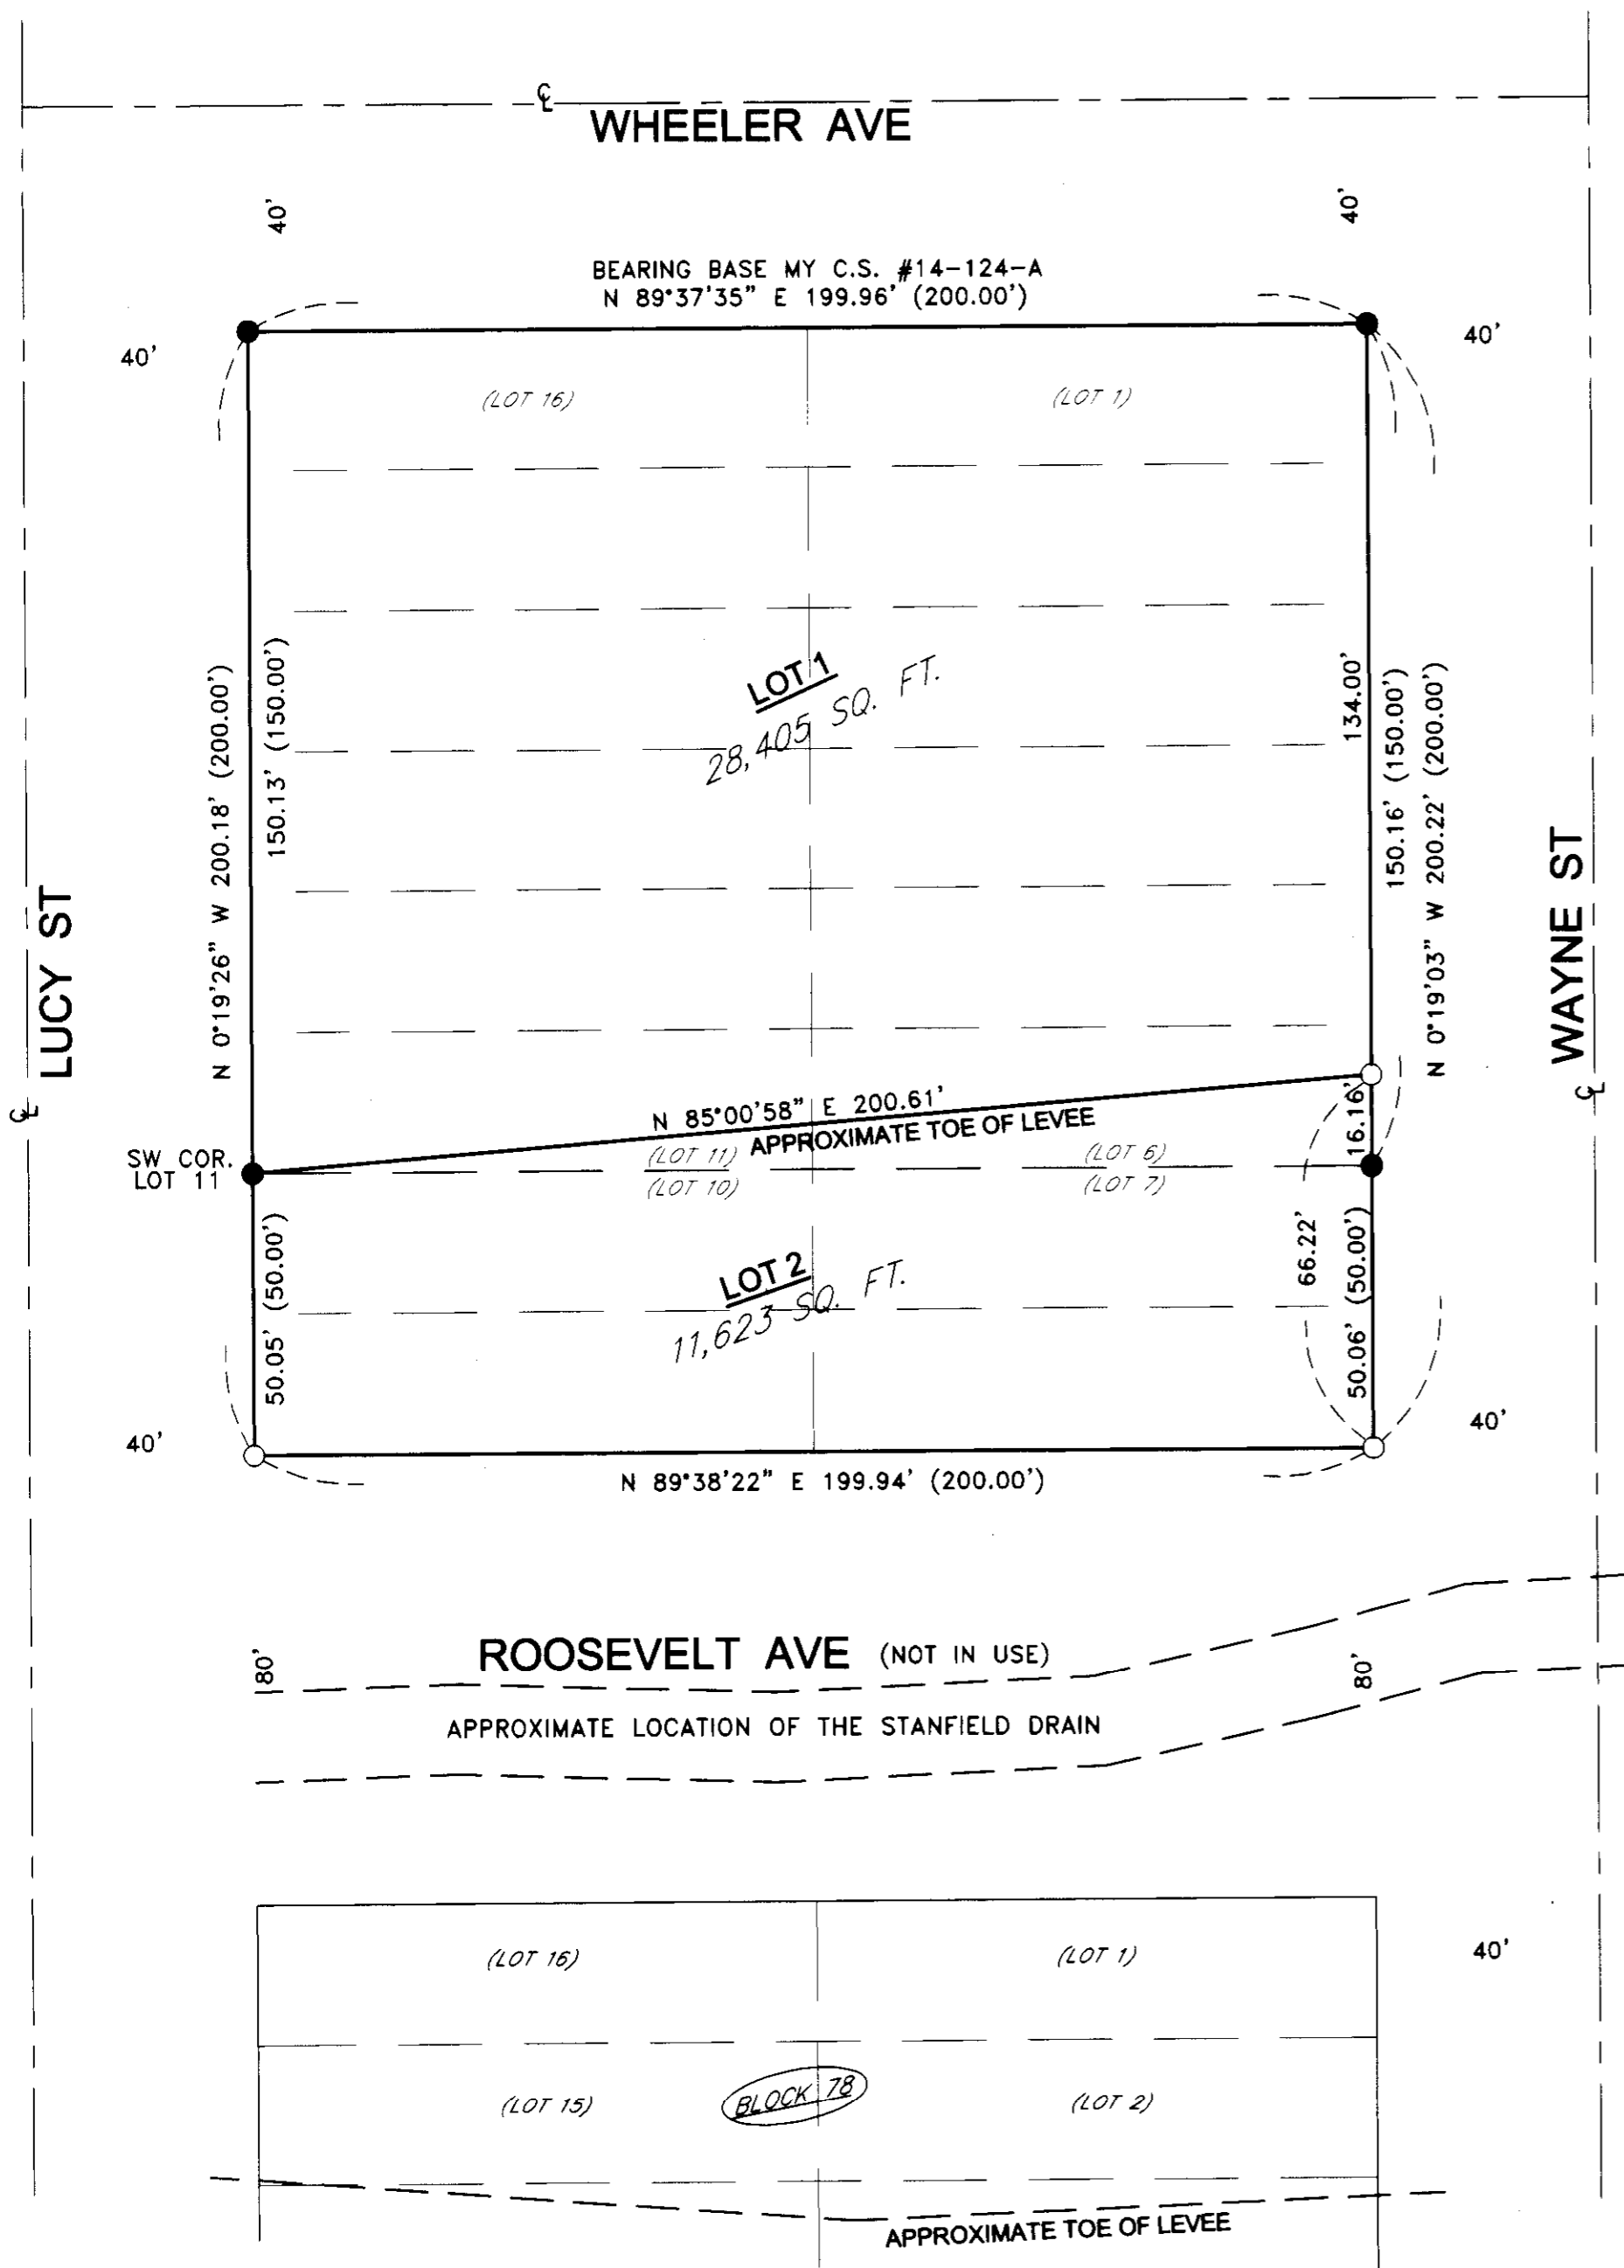 ℄
WHEELER AVE
40'
40'
BEARING BASE MY C.S. #14-124-A
N 89°37'35" E 199.96' (200.00')
40'
40'
(LOT 16)
(LOT 1)
LOT 1
28,405 SQ. FT.
N 0°19'26" W 200.18' (200.00')
150.13' (150.00')
134.00'
150.16' (150.00')
N 0°19'03" W 200.22' (200.00')
LUCY ST
℄
WAYNE ST
℄
N 85°00'58" E 200.61'
APPROXIMATE TOE OF LEVEE
SW COR.
LOT 11
(LOT 11)
(LOT 10)
(LOT 6)
(LOT 7)
16.16'
66.22'
50.05' (50.00')
50.06' (50.00')
LOT 2
11,623 SQ. FT.
40'
40'
N 89°38'22" E 199.94' (200.00')
80'
ROOSEVELT AVE (NOT IN USE)
80'
APPROXIMATE LOCATION OF THE STANFIELD DRAIN
(LOT 16)
(LOT 1)
40'
(LOT 15)
BLOCK 78
(LOT 2)
APPROXIMATE TOE OF LEVEE